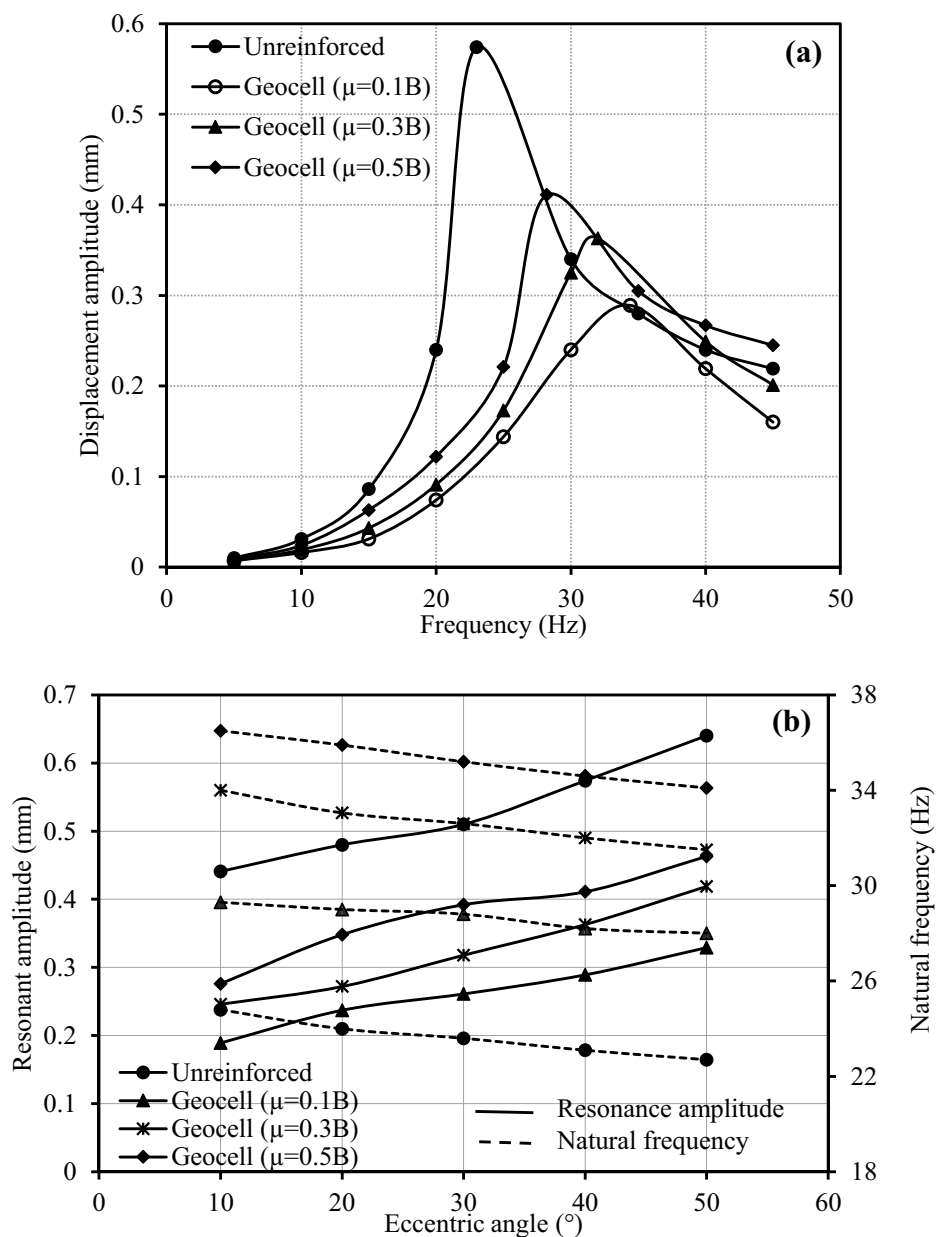 (a)
Unreinforced
Geocell (µ=0.1B)
Geocell (µ=0.3B)
Geocell (µ=0.5B)
Displacement amplitude (mm)
0.6
0.5
0.4
0.3
0.2
0.1
0
0 10 20 30 40 50
Frequency (Hz)
(b)
Resonant amplitude (mm)
0.7
0.6
0.5
0.4
0.3
0.2
0.1
0
38
34
30
26
22
18
Natural frequency (Hz)
Unreinforced
Geocell (µ=0.1B)
Geocell (µ=0.3B)
Geocell (µ=0.5B)
Resonance amplitude
Natural frequency
0 10 20 30 40 50 60
Eccentric angle (°)